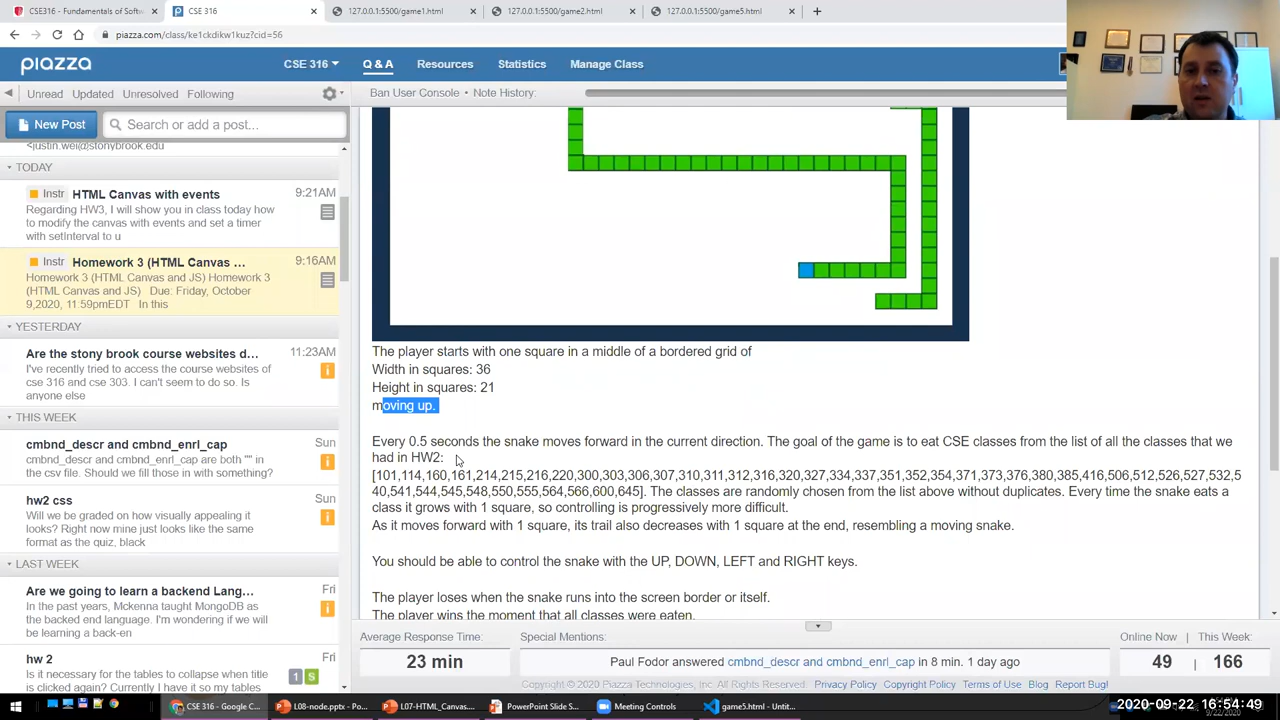 CSE316 - Fundamentals of Softw
CSE 316
127.0.0.1:5500/game1.html
127.0.0.1:5500/game2.html
127.0.0.1:5500/game5.html
piazza.com/class/ke1ckdikw1kuz?cid=56
piazza
CSE 316
Q & A
Resources
Statistics
Manage Class
Unread Updated Unresolved Following
Ban User Console • Note History:
New Post
Search or add a post...
<justin.wei@stonybrook.edu
TODAY
Instr HTML Canvas with events 9:21AM
Regarding HW3, I will show you in class today how
to modify the canvas with events and set a timer
with setInterval to u
Instr Homework 3 (HTML Canvas ... 9:16AM
Homework 3 (HTML Canvas and JS) Homework 3
(HTML Canvas and JS) Due: Friday, October
9,2020, 11:59pmEDT In this
YESTERDAY
Are the stony brook course websites d... 11:23AM
I've recently tried to access the course websites of
cse 316 and cse 303. I can't seem to do so. Is
anyone else
THIS WEEK
cmbnd_descr and cmbnd_enrl_cap Sun
cmbnd_descr and cmbnd_enrl_cap are both "" in
the csv file. Should we fill those in with something?
hw2 css Sun
Will we be graded on how visually appealing it
looks? Right now mine just looks like the same
format as the quiz, black
LAST WEEK
Are we going to learn a backend Lang... Fri
In the past years, Mckenna taught MongoDB as
the backend language. I'm wondering if we will
be learning a back-en
hw 2 Fri
Is it necessary for the tables to collapse when title
is clicked again? Currently I have it so my tables
1 S
The player starts with one square in a middle of a bordered grid of
Width in squares: 36
Height in squares: 21
moving up.
Every 0.5 seconds the snake moves forward in the current direction. The goal of the game is to eat CSE classes from the list of all the classes that we
had in HW2:
[101,114,160,161,214,215,216,220,300,303,306,307,310,311,312,316,320,327,334,337,351,352,354,371,373,376,380,385,416,506,512,526,527,532,5
40,541,544,545,548,550,555,564,566,600,645]. The classes are randomly chosen from the list above without duplicates. Every time the snake eats a
class it grows with 1 square, so controlling is progressively more difficult.
As it moves forward with 1 square, its trail also decreases with 1 square at the end, resembling a moving snake.
You should be able to control the snake with the UP, DOWN, LEFT and RIGHT keys.
The player loses when the snake runs into the screen border or itself.
The player wins the moment that all classes were eaten.
Average Response Time:
23 min
Special Mentions:
Paul Fodor answered cmbnd_descr and cmbnd_enrl_cap in 8 min. 1 day ago
Online Now | This Week:
49 | 166
Copyright © 2020 Piazza Technologies, Inc. All Rights Reserved. Privacy Policy Copyright Policy Terms of Use Blog Report Bug!
CSE 316 - Google C...
L08-node.pptx - Po...
L07-HTML_Canvas...
PowerPoint Slide S...
Meeting Controls
game5.html - Untit...
2020-09-22 16:54:49